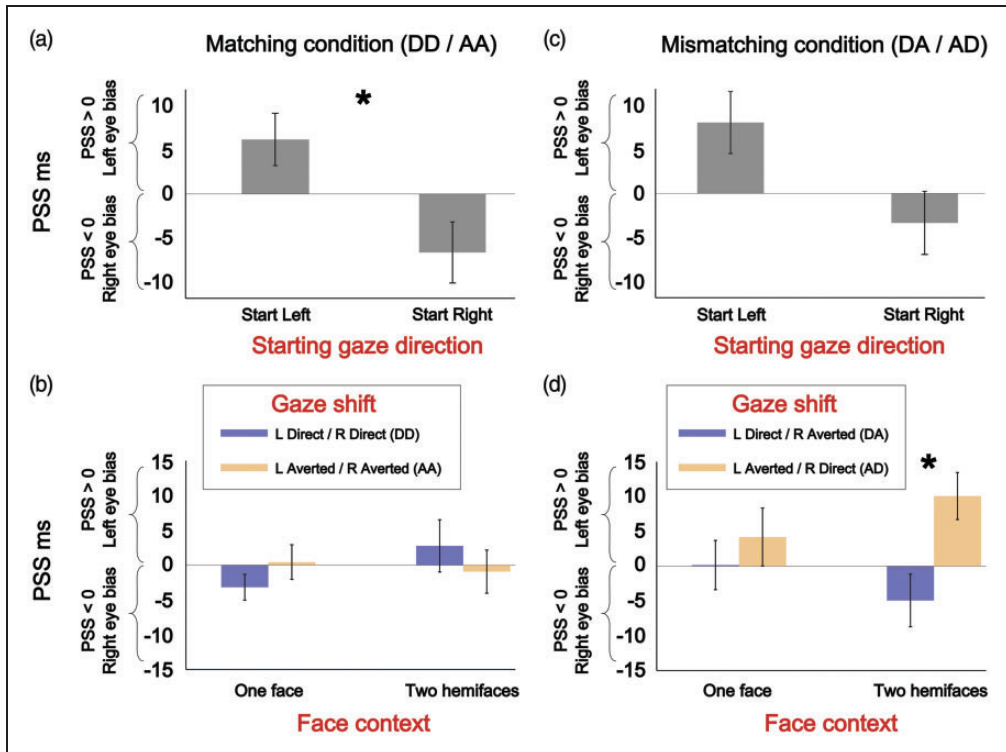 (a)
Matching condition (DD / AA)
*
PSS ms
PSS > 0
Left eye bias
PSS < 0
Right eye bias
10
5
0
-5
-10
Start Left
Start Right
Starting gaze direction
(c)
Mismatching condition (DA / AD)
PSS > 0
Left eye bias
PSS < 0
Right eye bias
10
5
0
-5
-10
Start Left
Start Right
Starting gaze direction
(b)
Gaze shift
L Direct / R Direct (DD)
L Averted / R Averted (AA)
PSS ms
PSS > 0
Left eye bias
PSS < 0
Right eye bias
15
10
5
0
-5
-10
-15
One face
Two hemifaces
Face context
(d)
Gaze shift
L Direct / R Averted (DA)
L Averted / R Direct (AD)
*
PSS > 0
Left eye bias
PSS < 0
Right eye bias
15
10
5
0
-5
-10
-15
One face
Two hemifaces
Face context